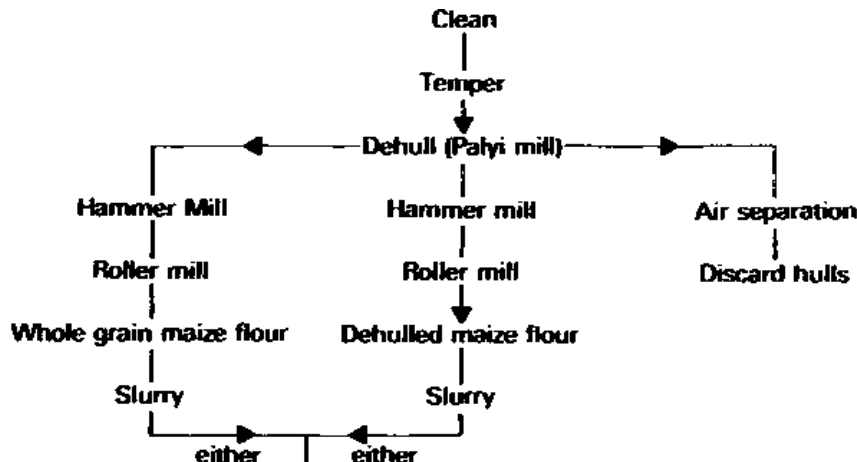 Clean
Temper
Dehull (Palyi mill)
Hammer Mill Hammer mill Air separation
Roller mill Roller mill Discard hulls
Whole grain maize flour Dehulled maize flour
Slurry Slurry
either either